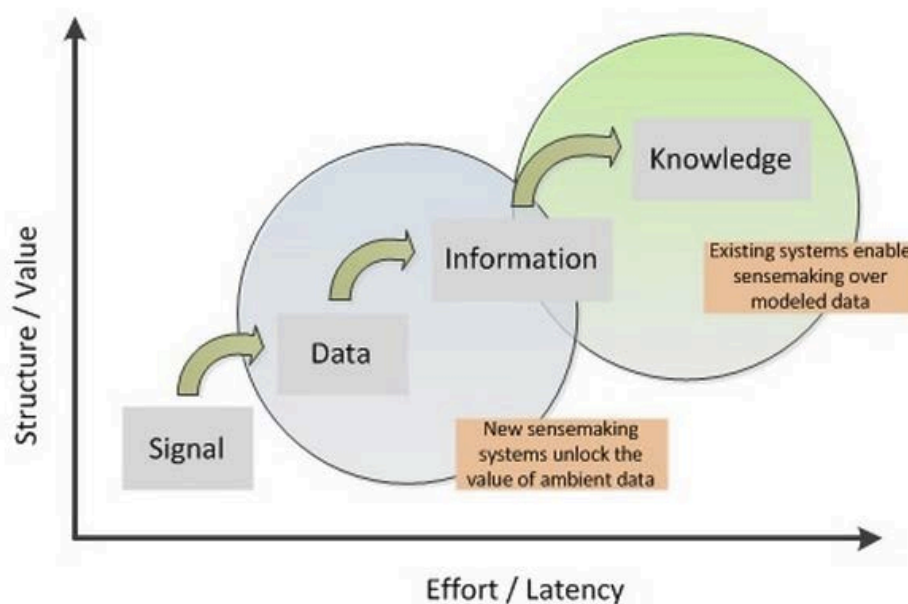 Structure / Value
Knowledge
Information
Existing systems enable
sensemaking over
modeled data
Data
Signal
New sensemaking
systems unlock the
value of ambient data
Effort / Latency